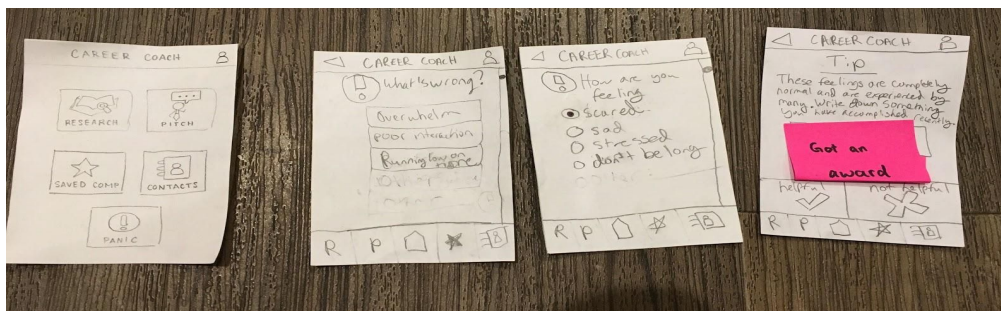 CAREER COACH
RESEARCH
PITCH
SAVED COMP
CONTACTS
PANIC
CAREER COACH
What's wrong?
Overwhelm
poor interaction
Running low on
R P
CAREER COACH
How are you
feeling
scared
sad
stressed
don't belong
R P
CAREER COACH
Tip
These feelings are completely
normal and are experienced by
many. Write down something
you have accomplished recently.
Got an
award
helpful
not helpful
R P